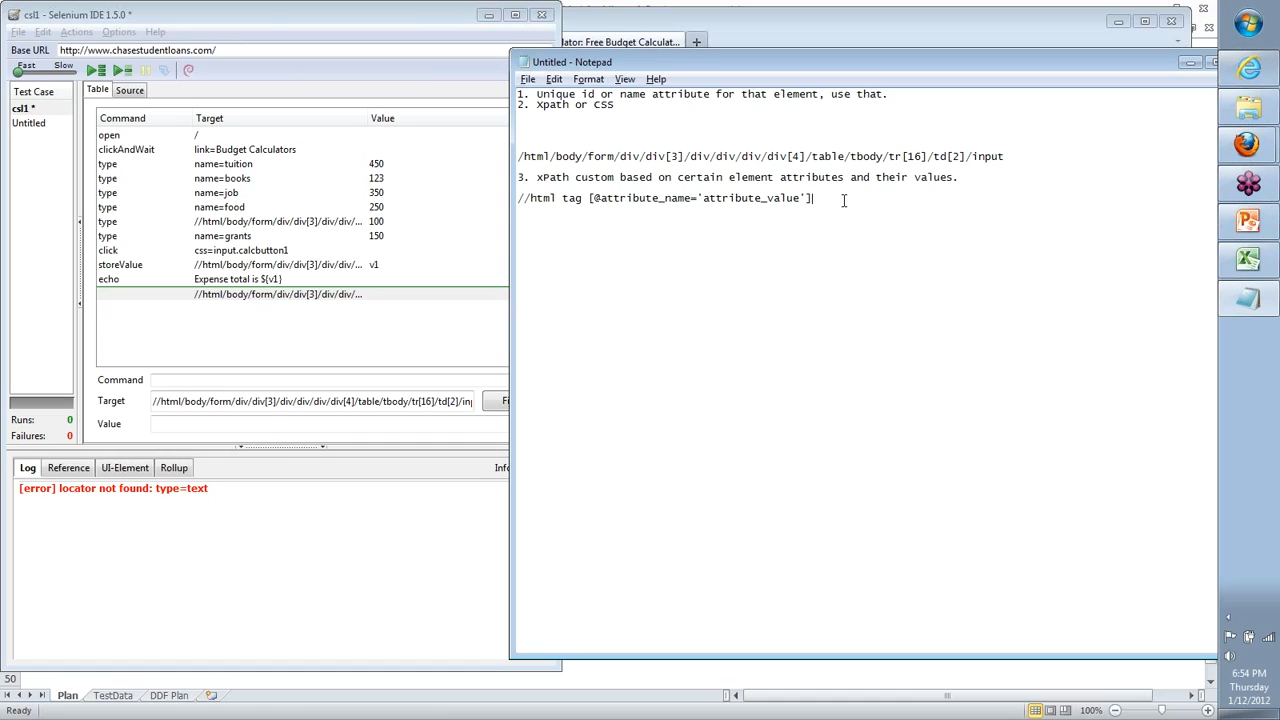 csl1 - Selenium IDE 1.5.0 *
File Edit Actions Options Help
Base URL http://www.chasestudentloans.com/
Fast Slow
Test Case
csl1 *
Untitled
Table Source
Command Target Value
open /
clickAndWait link=Budget Calculators
type name=tuition 450
type name=books 123
type name=job 350
type name=food 250
type //html/body/form/div/div[3]/div/div/... 100
type name=grants 150
click css=input.calcbutton1
storeValue //html/body/form/div/div[3]/div/div/... v1
echo Expense total is ${v1}
//html/body/form/div/div[3]/div/div/...
Command
Target //html/body/form/div/div[3]/div/div/div/div[4]/table/tbody/tr[16]/td[2]/inp
Value
Runs: 0
Failures: 0
Log Reference UI-Element Rollup
[error] locator not found: type=text
lator: Free Budget Calculat...
Untitled - Notepad
File Edit Format View Help
1. Unique id or name attribute for that element, use that.
2. Xpath or CSS
/html/body/form/div/div[3]/div/div/div/div[4]/table/tbody/tr[16]/td[2]/input
3. xPath custom based on certain element attributes and their values.
//html tag [@attribute_name='attribute_value']
50
Plan TestData DDF Plan
Ready
100%
6:54 PM
Thursday
1/12/2012